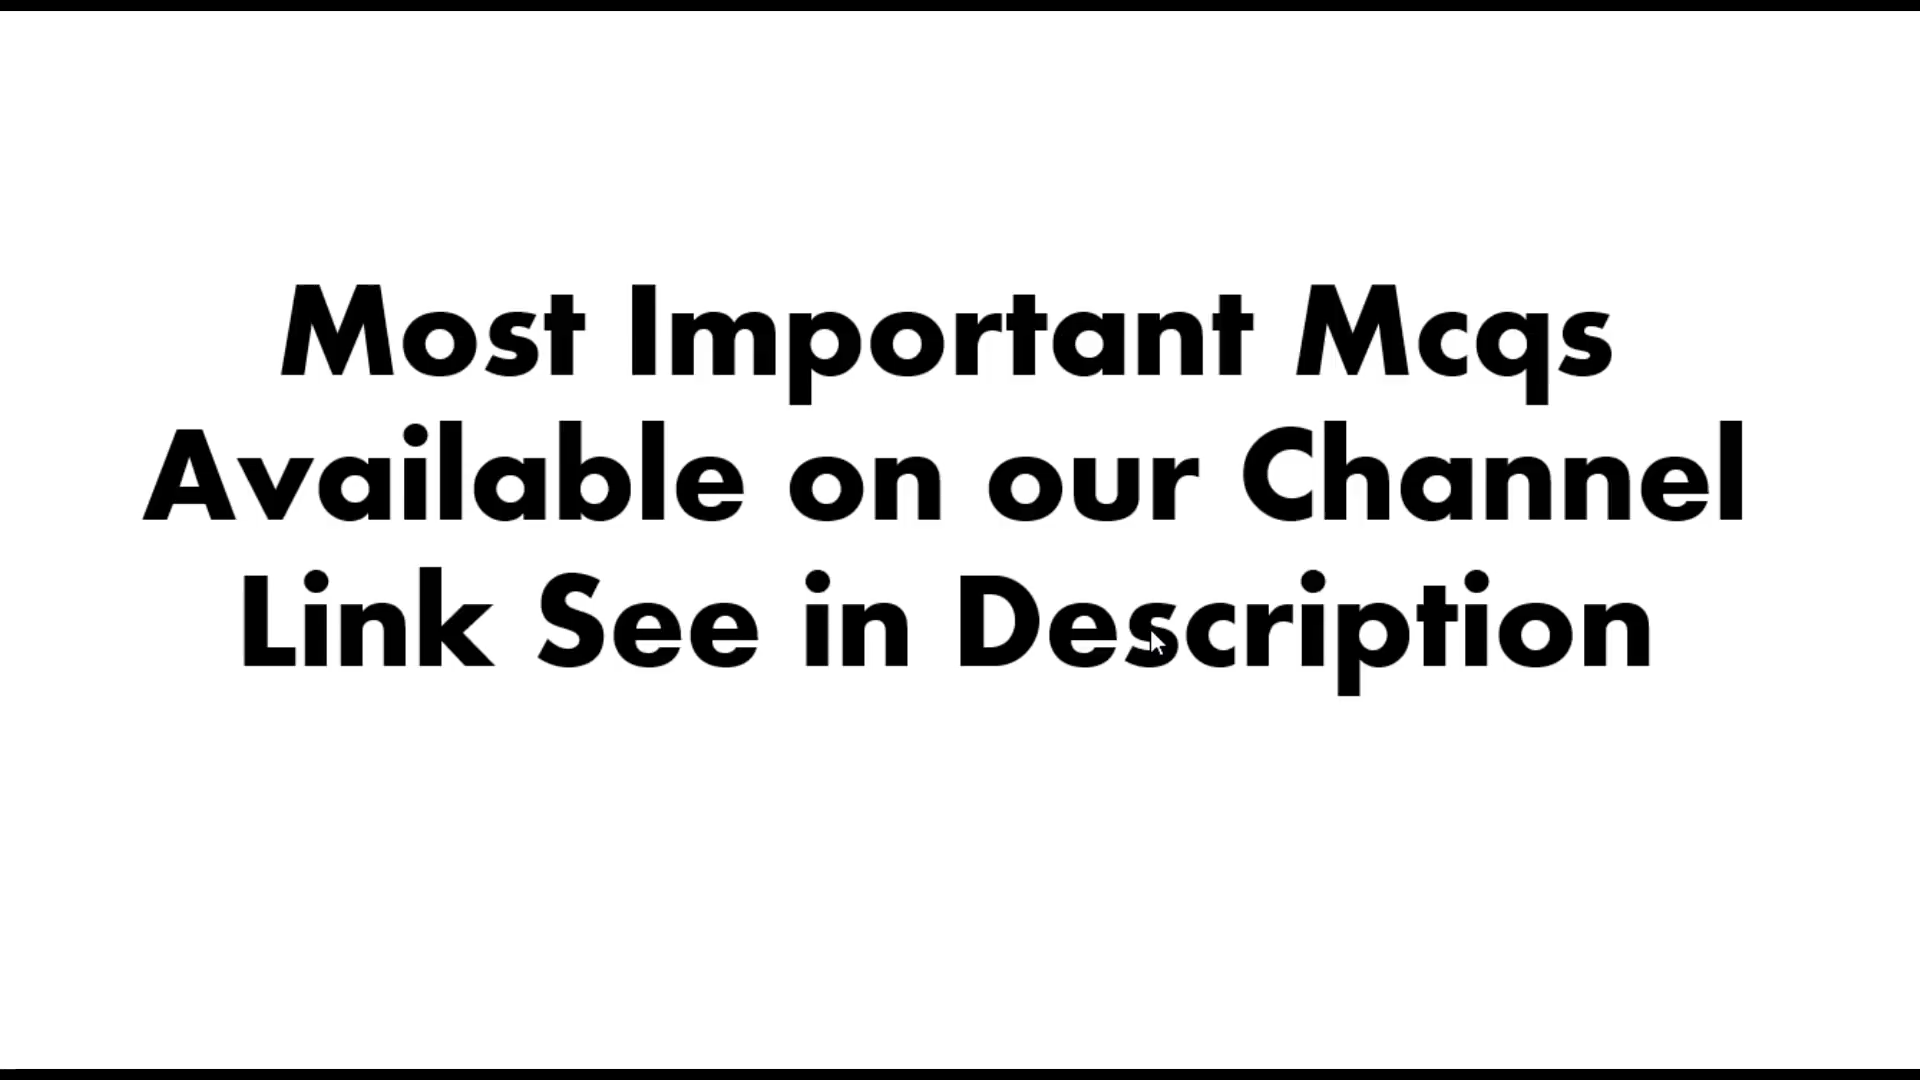 Most Important Mcqs
Available on our Channel
Link See in Description